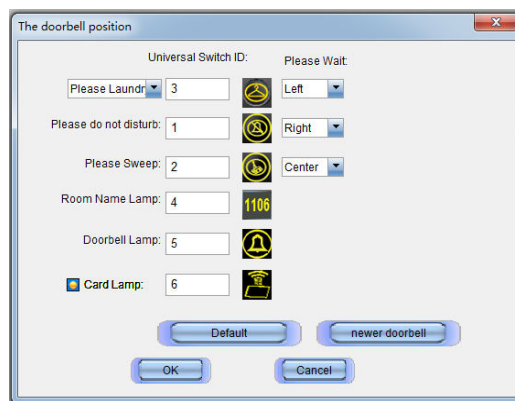 The doorbell position
Universal Switch ID: Please Wait:
Please Laundr 3 Left
Please do not disturb: 1 Right
Please Sweep: 2 Center
Room Name Lamp: 4 1106
Doorbell Lamp: 5
Card Lamp: 6
Default newer doorbell
OK Cancel